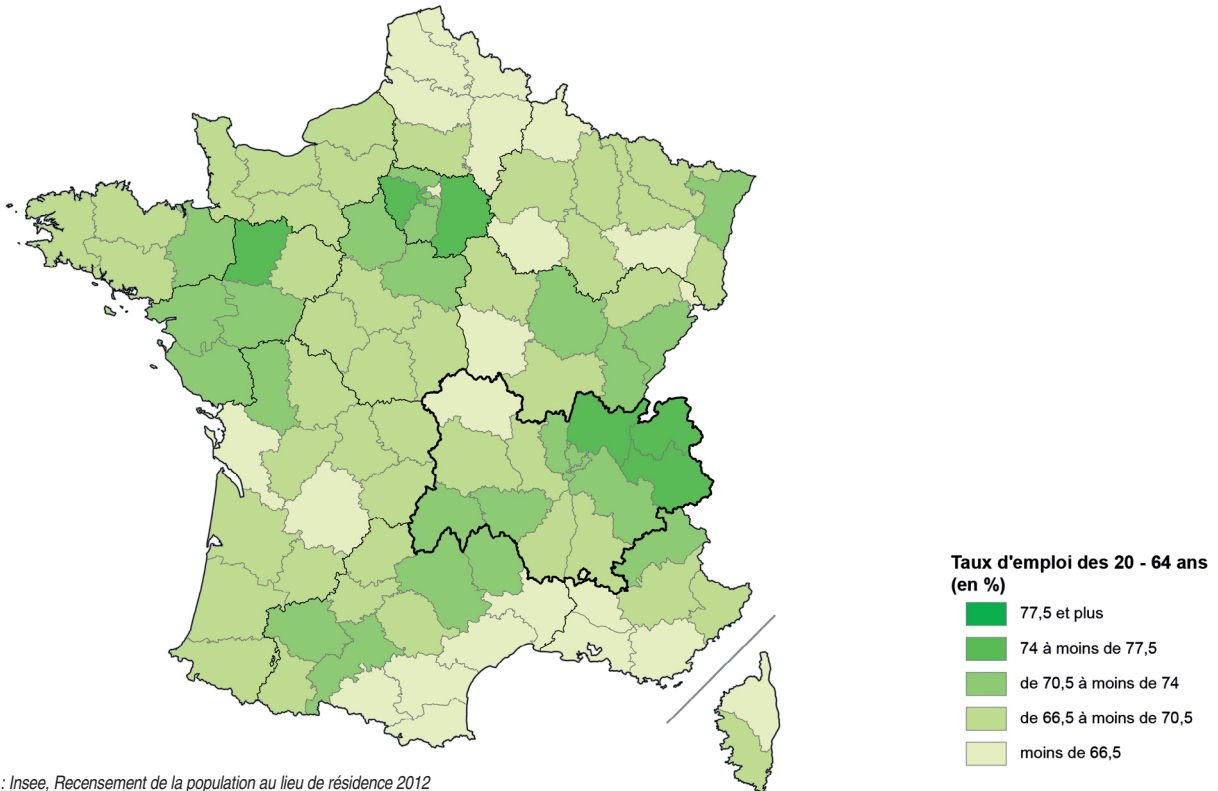 Taux d'emploi des 20 - 64 ans
(en %)
77,5 et plus
74 à moins de 77,5
de 70,5 à moins de 74
de 66,5 à moins de 70,5
moins de 66,5
: Insee, Recensement de la population au lieu de résidence 2012